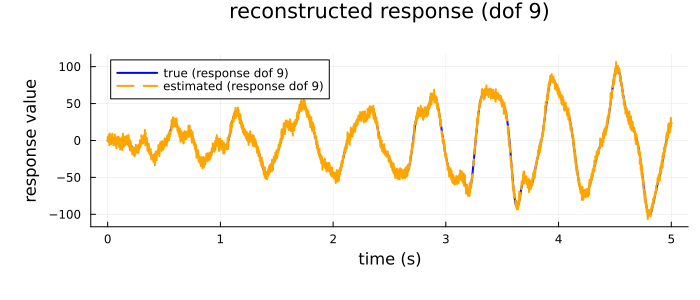 reconstructed response (dof 9)
true (response dof 9)
estimated (response dof 9)
response value
100
50
0
−50
−100
0 1 2 3 4 5
time (s)